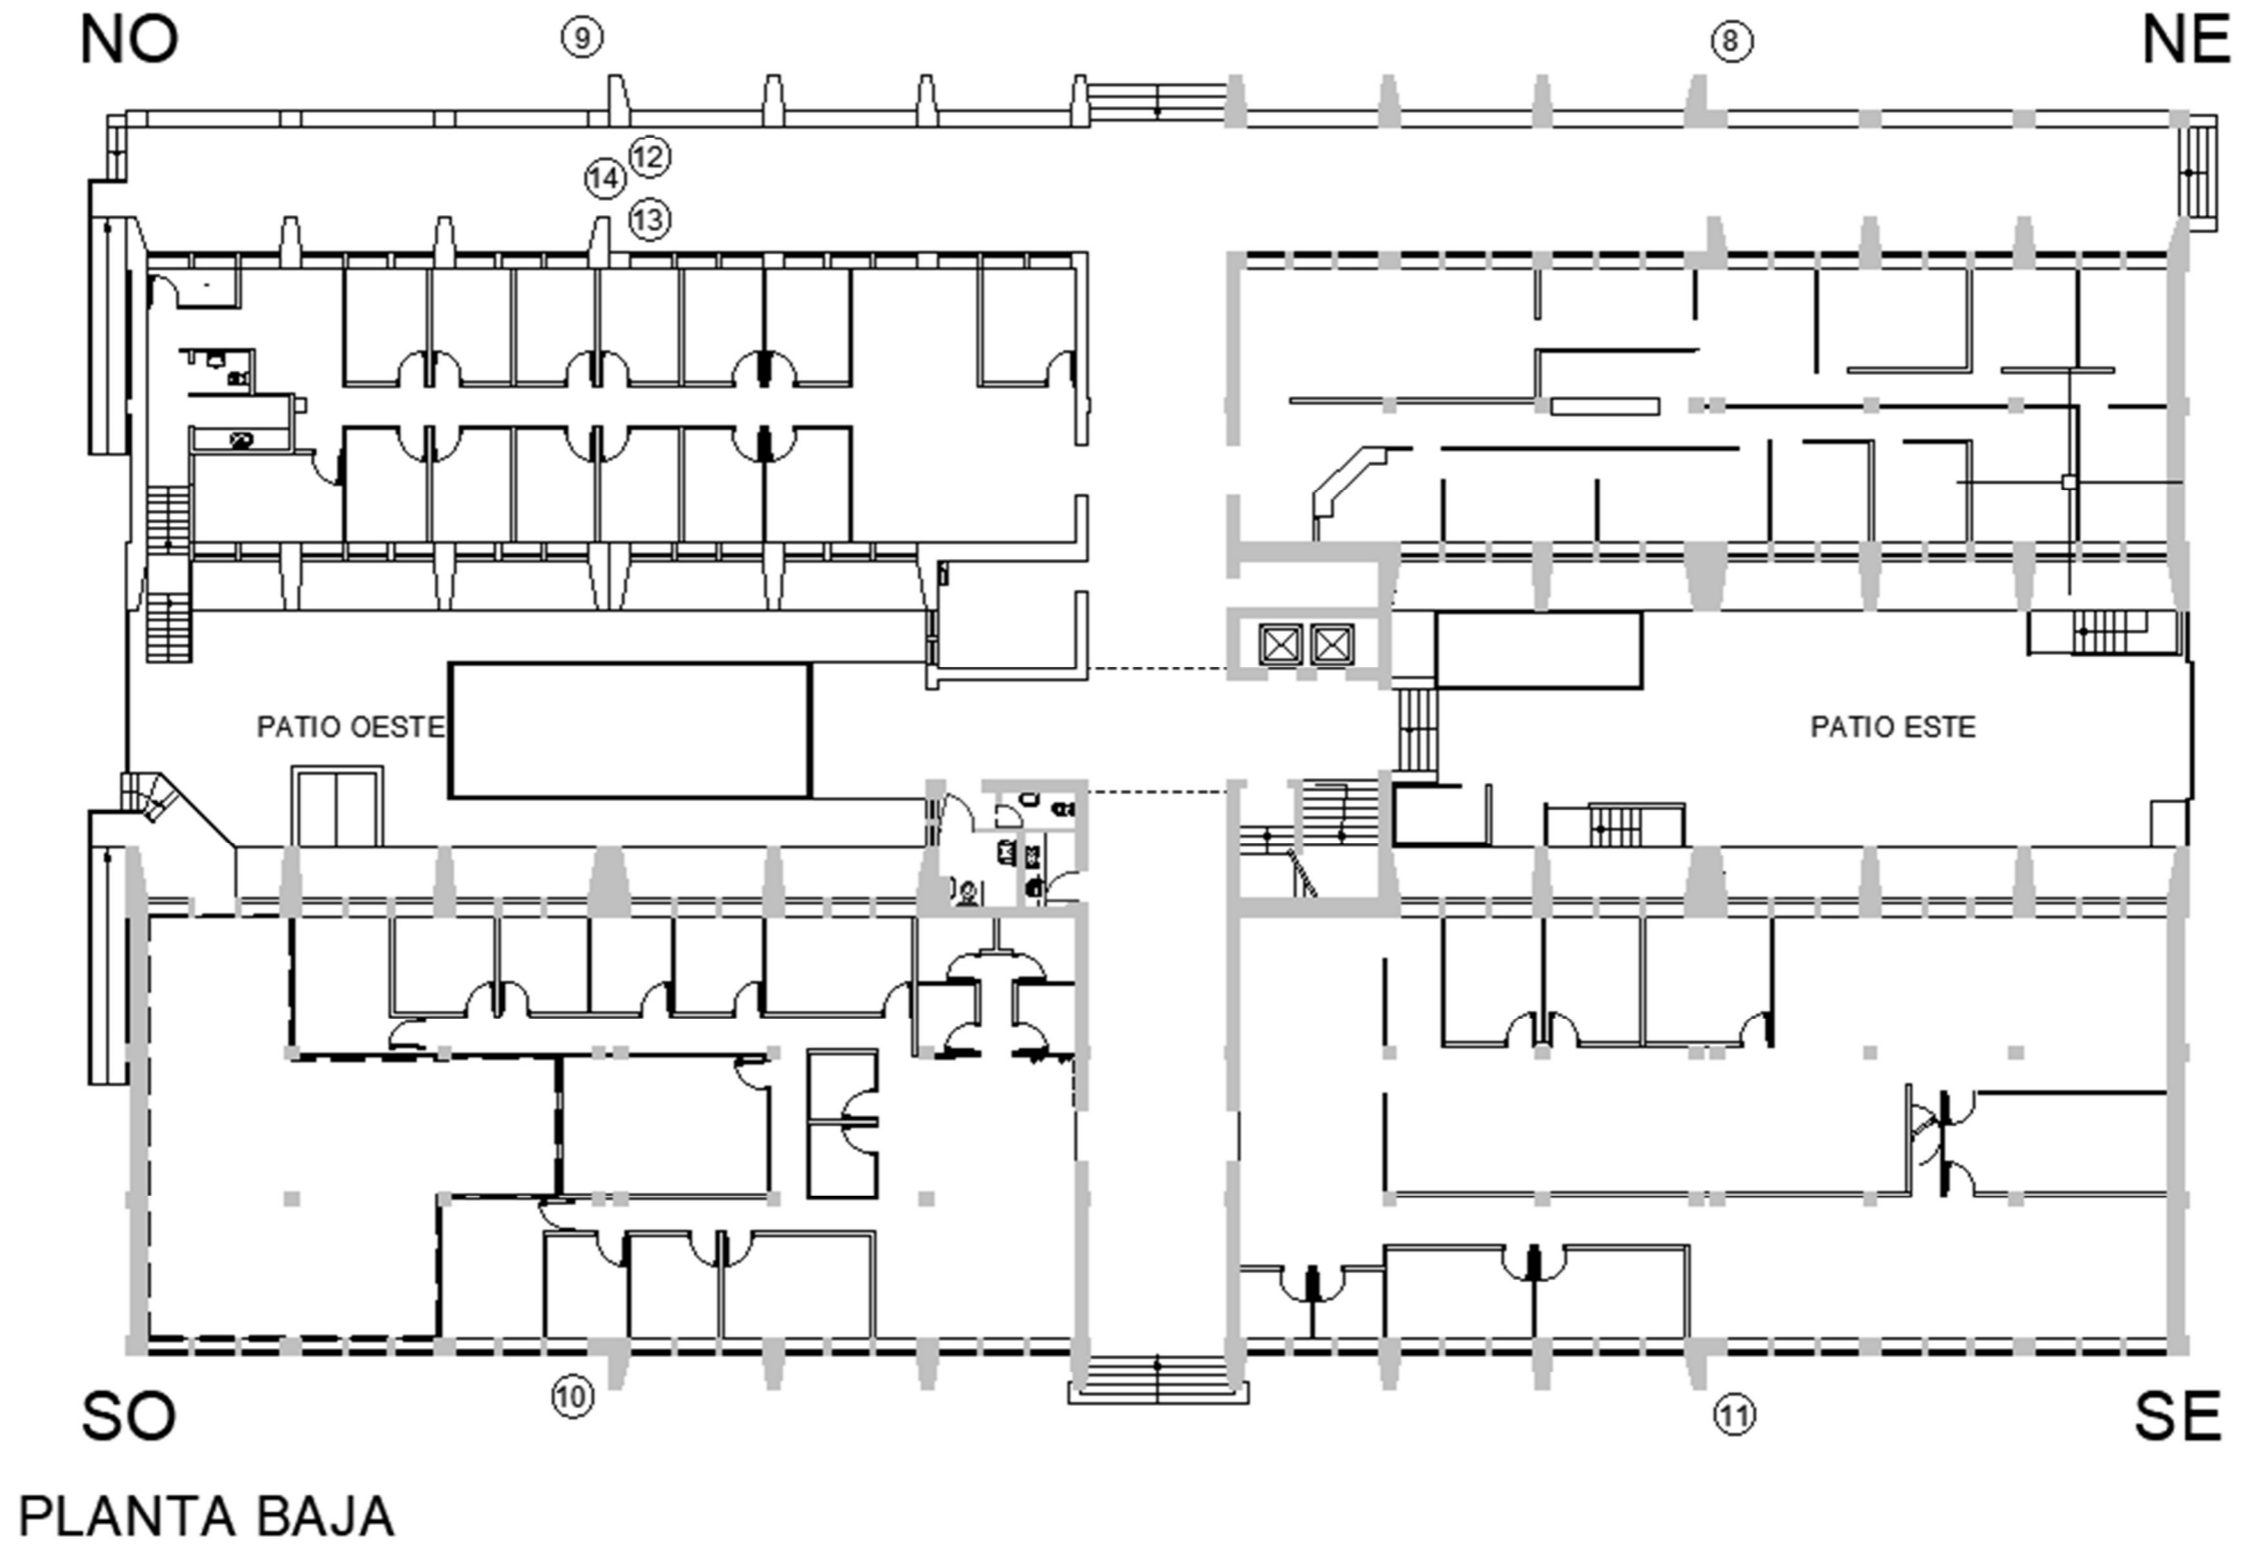 NO
9
8
NE
12
14
13
PATIO OESTE
PATIO ESTE
10
11
SO
SE
PLANTA BAJA